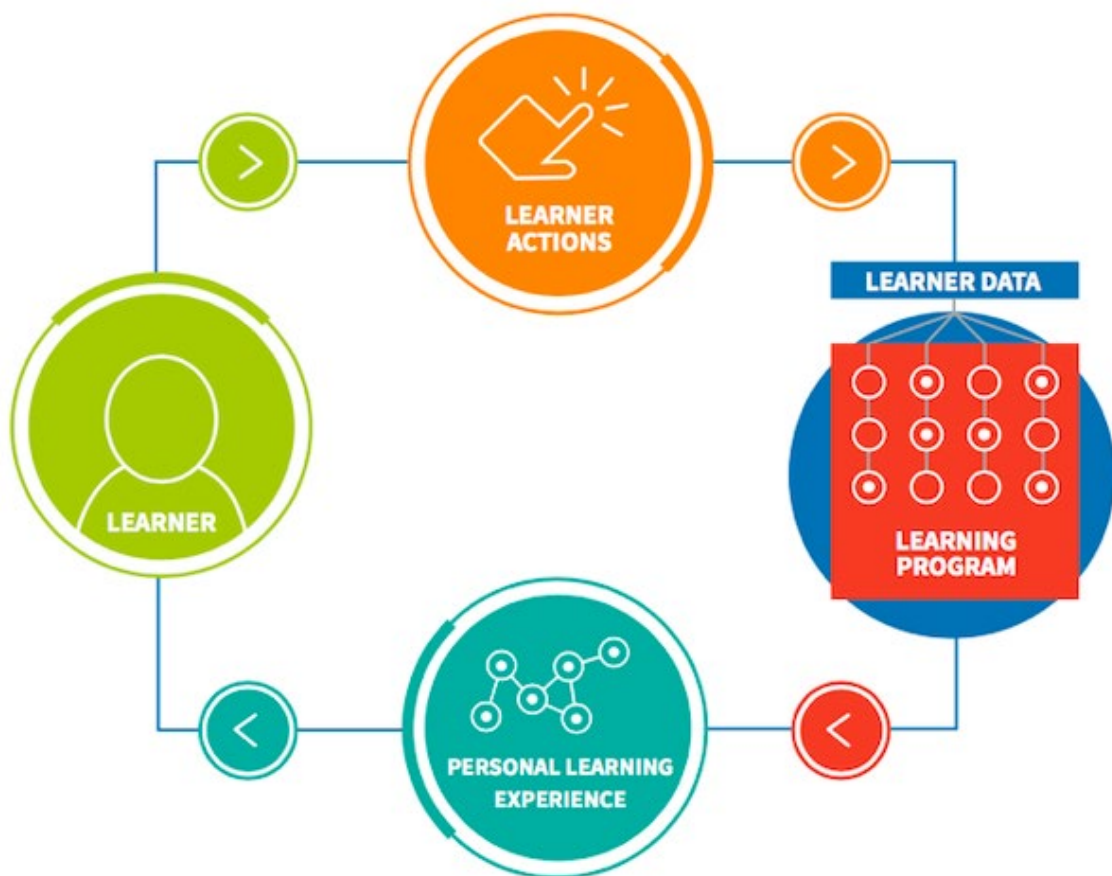 LEARNER
ACTIONS
LEARNER DATA
LEARNER
LEARNING
PROGRAM
PERSONAL LEARNING
EXPERIENCE